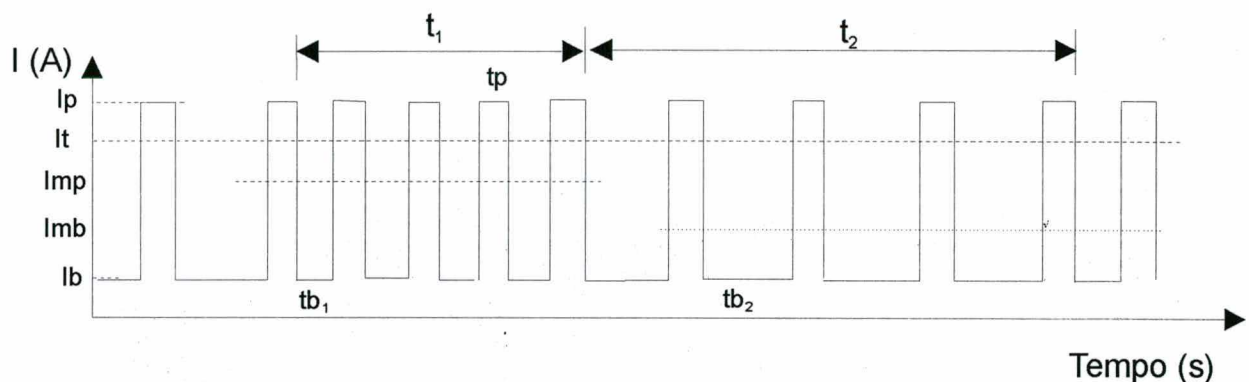 t₁
t₂
I (A)
tp
Ip
It
Imp
Imb
Ib
tb₁
tb₂
Tempo (s)